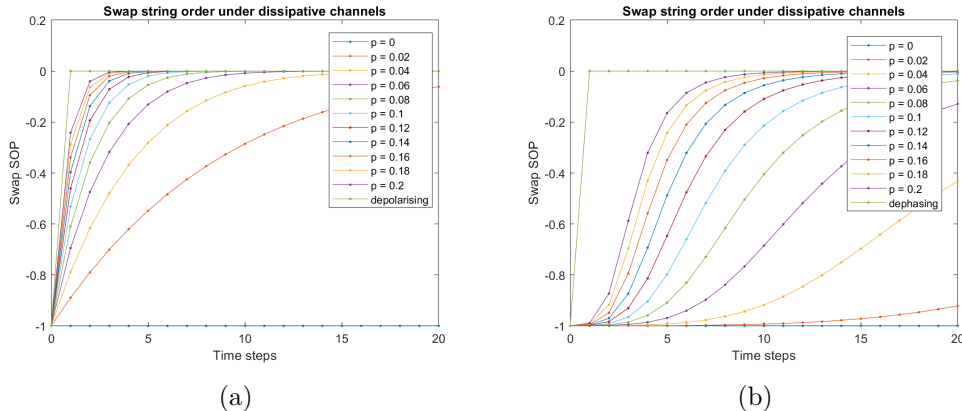 Swap string order under dissipative channels
0.2
0
-0.2
-0.4
-0.6
-0.8
-1
Swap SOP
0 5 10 15 20
Time steps
p = 0
p = 0.02
p = 0.04
p = 0.06
p = 0.08
p = 0.1
p = 0.12
p = 0.14
p = 0.16
p = 0.18
p = 0.2
depolarising
(a)
Swap string order under dissipative channels
0.2
0
-0.2
-0.4
-0.6
-0.8
-1
Swap SOP
0 5 10 15 20
Time steps
p = 0
p = 0.02
p = 0.04
p = 0.06
p = 0.08
p = 0.1
p = 0.12
p = 0.14
p = 0.16
p = 0.18
p = 0.2
dephasing
(b)